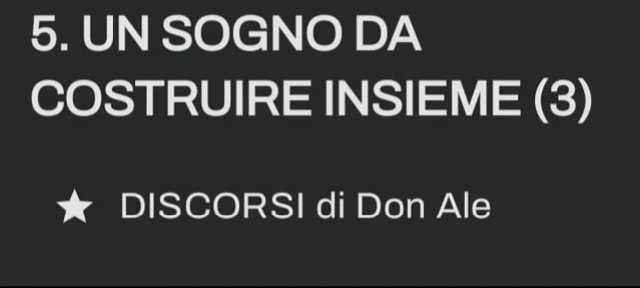 5. UN SOGNO DA
COSTRUIRE INSIEME (3)
DISCORSI di Don Ale